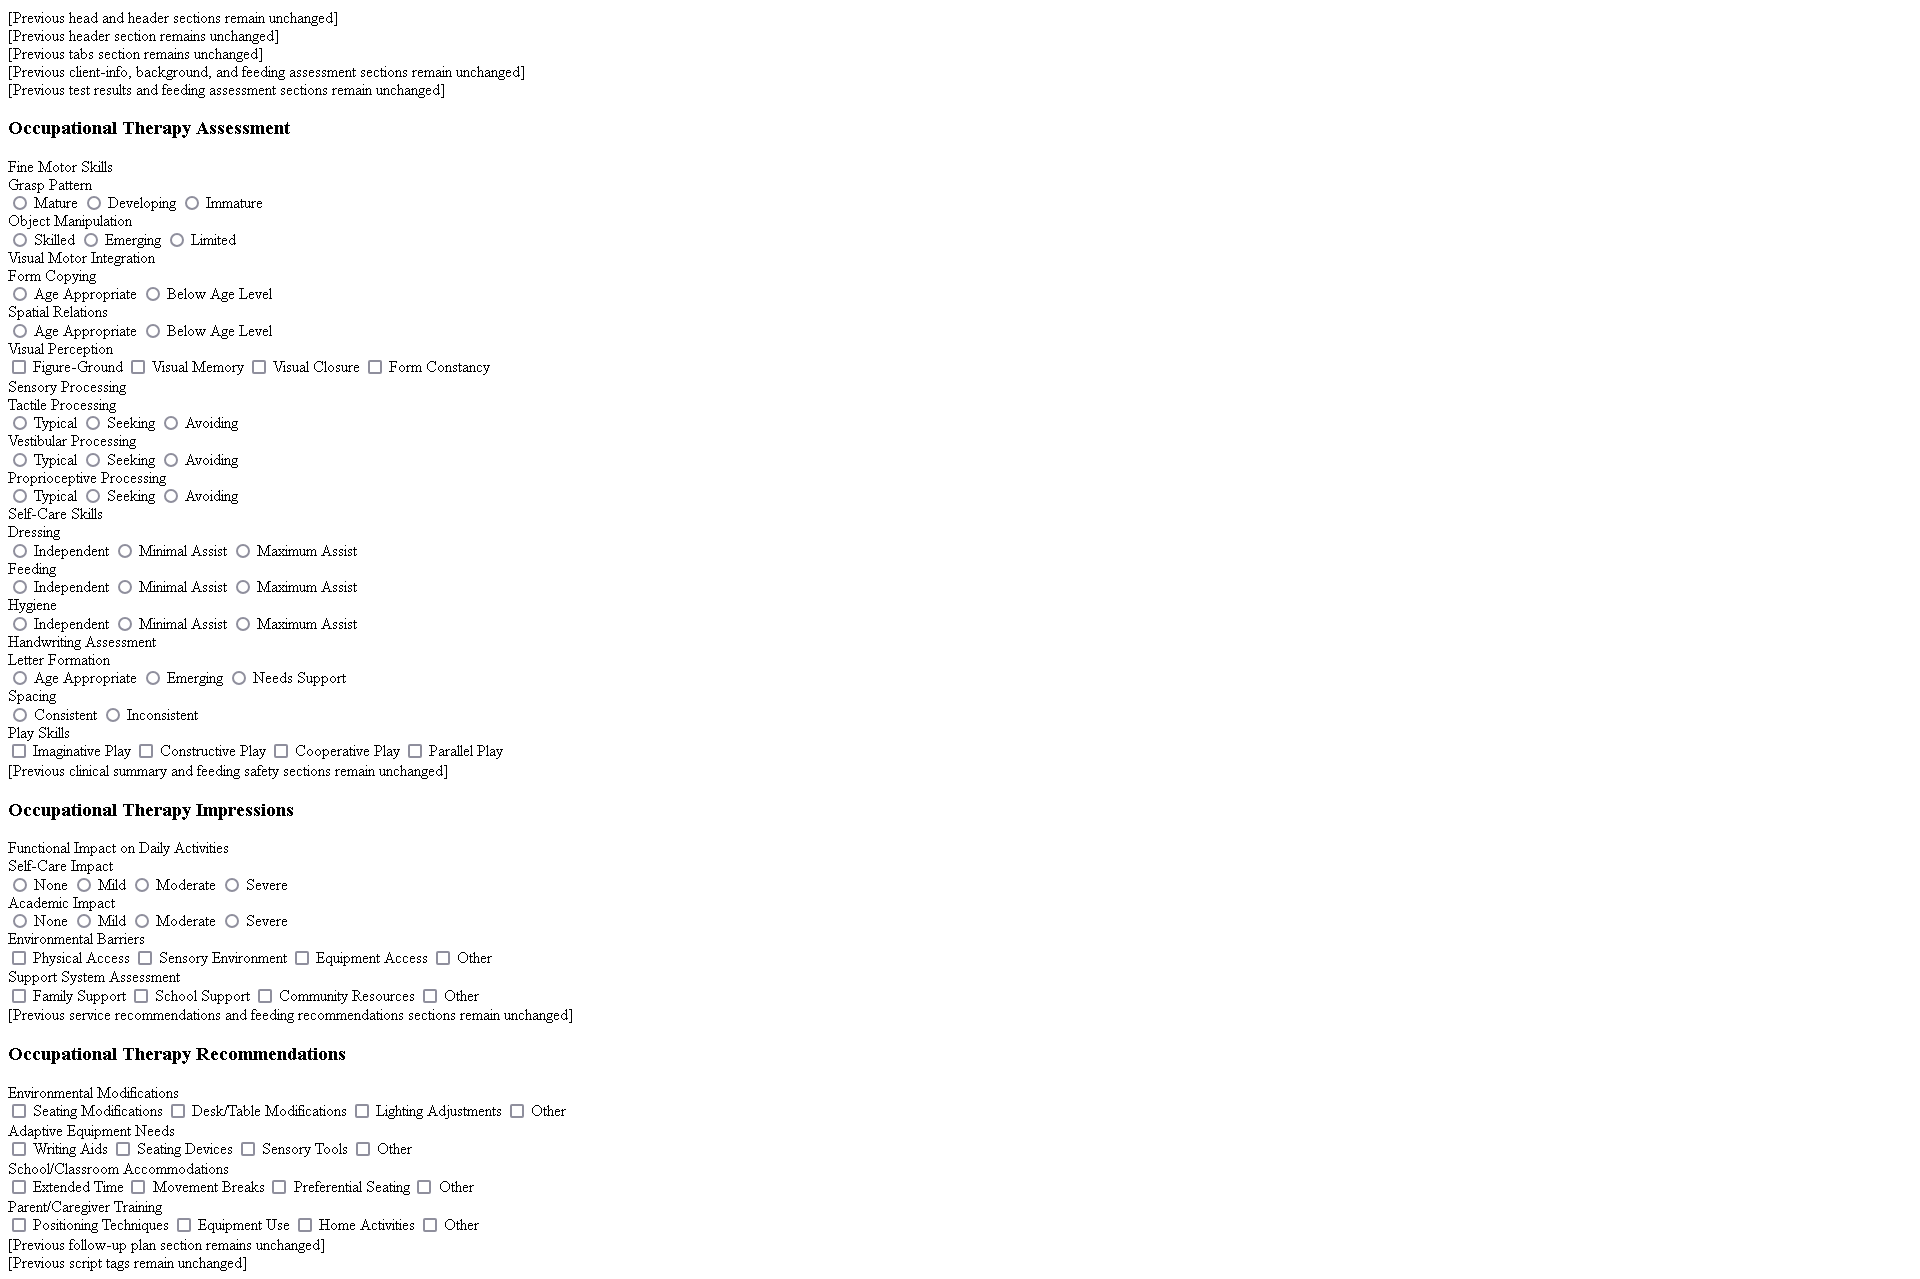 [Previous head and header sections remain unchanged]
[Previous header section remains unchanged]
[Previous tabs section remains unchanged]
[Previous client-info, background, and feeding assessment sections remain unchanged]
[Previous test results and feeding assessment sections remain unchanged]
Occupational Therapy Assessment
Fine Motor Skills
Grasp Pattern
Mature Developing Immature
Object Manipulation
Skilled Emerging Limited
Visual Motor Integration
Form Copying
Age Appropriate Below Age Level
Spatial Relations
Age Appropriate Below Age Level
Visual Perception
Figure-Ground Visual Memory Visual Closure Form Constancy
Sensory Processing
Tactile Processing
Typical Seeking Avoiding
Vestibular Processing
Typical Seeking Avoiding
Proprioceptive Processing
Typical Seeking Avoiding
Self-Care Skills
Dressing
Independent Minimal Assist Maximum Assist
Feeding
Independent Minimal Assist Maximum Assist
Hygiene
Independent Minimal Assist Maximum Assist
Handwriting Assessment
Letter Formation
Age Appropriate Emerging Needs Support
Spacing
Consistent Inconsistent
Play Skills
Imaginative Play Constructive Play Cooperative Play Parallel Play
[Previous clinical summary and feeding safety sections remain unchanged]
Occupational Therapy Impressions
Functional Impact on Daily Activities
Self-Care Impact
None Mild Moderate Severe
Academic Impact
None Mild Moderate Severe
Environmental Barriers
Physical Access Sensory Environment Equipment Access Other
Support System Assessment
Family Support School Support Community Resources Other
[Previous service recommendations and feeding recommendations sections remain unchanged]
Occupational Therapy Recommendations
Environmental Modifications
Seating Modifications Desk/Table Modifications Lighting Adjustments Other
Adaptive Equipment Needs
Writing Aids Seating Devices Sensory Tools Other
School/Classroom Accommodations
Extended Time Movement Breaks Preferential Seating Other
Parent/Caregiver Training
Positioning Techniques Equipment Use Home Activities Other
[Previous follow-up plan section remains unchanged]
[Previous script tags remain unchanged]